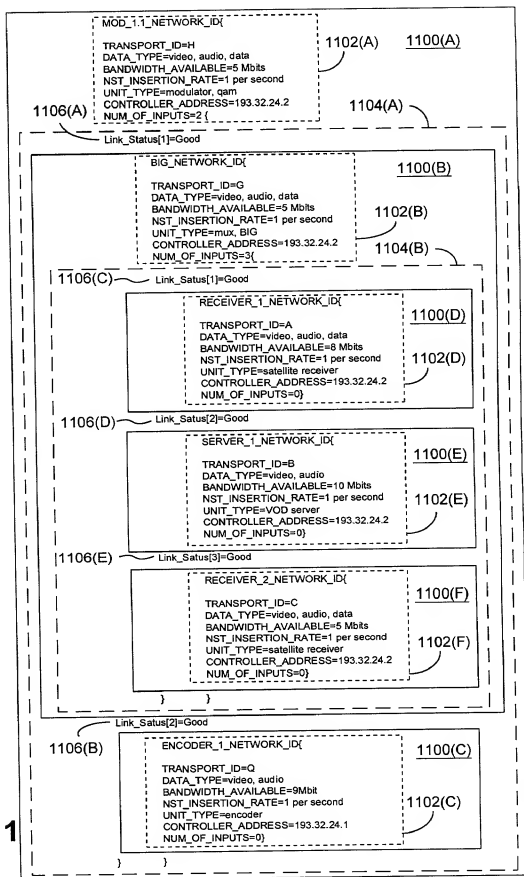 MOD_1.1_NETWORK_ID{
1102(A)
1100(A)
TRANSPORT_ID=H
DATA_TYPE=video, audio, data
BANDWIDTH_AVAILABLE=5 Mbits
NST_INSERTION_RATE=1 per second
UNIT_TYPE=modulator, qam
CONTROLLER_ADDRESS=193.32.24.2
NUM_OF_INPUTS=2 {
1106(A)
1104(A)
Link_Status[1]=Good
BIG_NETWORK_ID{
1100(B)
TRANSPORT_ID=G
DATA_TYPE=video, audio, data
BANDWIDTH_AVAILABLE=5 Mbits
NST_INSERTION_RATE=1 per second
UNIT_TYPE=mux, BIG
CONTROLLER_ADDRESS=193.32.24.2
NUM_OF_INPUTS=3{
1102(B)
1104(B)
1106(C)
Link_Satus[1]=Good
RECEIVER_1_NETWORK_ID{
1100(D)
TRANSPORT_ID=A
DATA_TYPE=video, audio, data
BANDWIDTH_AVAILABLE=8 Mbits
NST_INSERTION_RATE=1 per second
UNIT_TYPE=satellite receiver
CONTROLLER_ADDRESS=193.32.24.2
NUM_OF_INPUTS=0}
1102(D)
1106(D)
Link_Satus[2]=Good
SERVER_1_NETWORK_ID{
1100(E)
TRANSPORT_ID=B
DATA_TYPE=video, audio
BANDWIDTH_AVAILABLE=10 Mbits
NST_INSERTION_RATE=1 per second
UNIT_TYPE=VOD server
CONTROLLER_ADDRESS=193.32.24.2
NUM_OF_INPUTS=0}
1102(E)
1106(E)
Link_Satus[3]=Good
RECEIVER_2_NETWORK_ID{
1100(F)
TRANSPORT_ID=C
DATA_TYPE=video, audio, data
BANDWIDTH_AVAILABLE=5 Mbits
NST_INSERTION_RATE=1 per second
UNIT_TYPE=satellite receiver
CONTROLLER_ADDRESS=193.32.24.2
NUM_OF_INPUTS=0}
1102(F)
} }
1106(B)
Link_Satus[2]=Good
ENCODER_1_NETWORK_ID{
1100(C)
TRANSPORT_ID=Q
DATA_TYPE=video, audio
BANDWIDTH_AVAILABLE=9Mbit
NST_INSERTION_RATE=1 per second
UNIT_TYPE=encoder
CONTROLLER_ADDRESS=193.32.24.1
NUM_OF_INPUTS=0}
1102(C)
1
} }